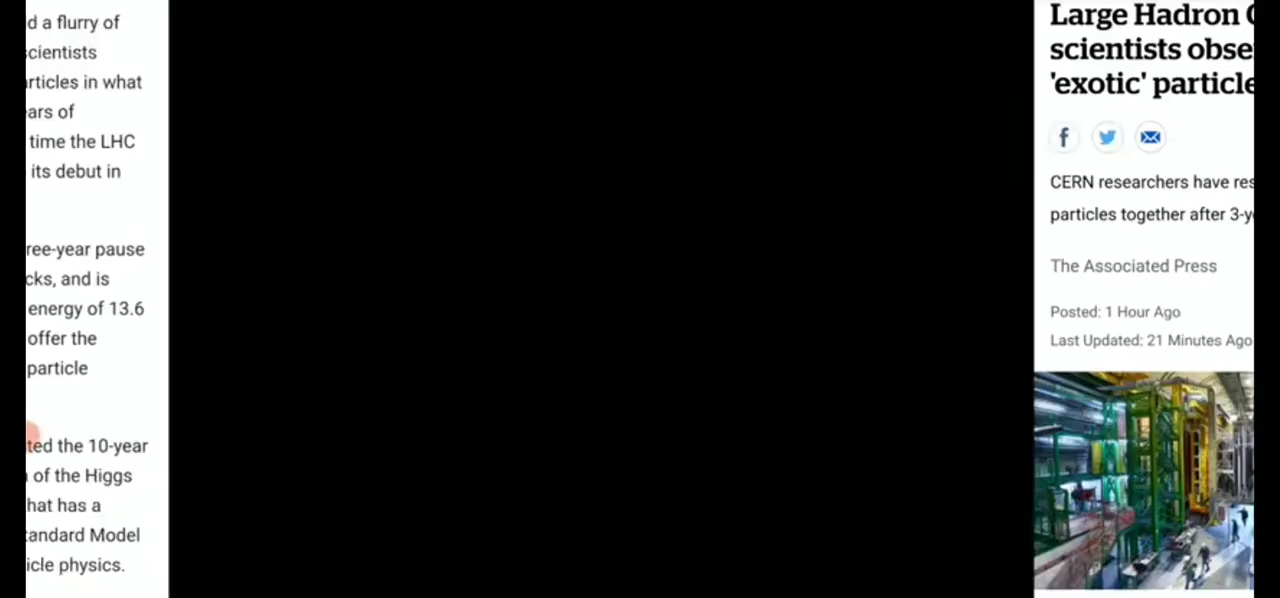 d a flurry of
cientists
rticles in what
ars of
time the LHC
its debut in
ree-year pause
cks, and is
energy of 13.6
offer the
particle
ted the 10-year
of the Higgs
hat has a
tandard Model
icle physics.
Large Hadron C
scientists obse
'exotic' particle
f
CERN researchers have res
particles together after 3-y
The Associated Press
Posted: 1 Hour Ago
Last Updated: 21 Minutes Ago